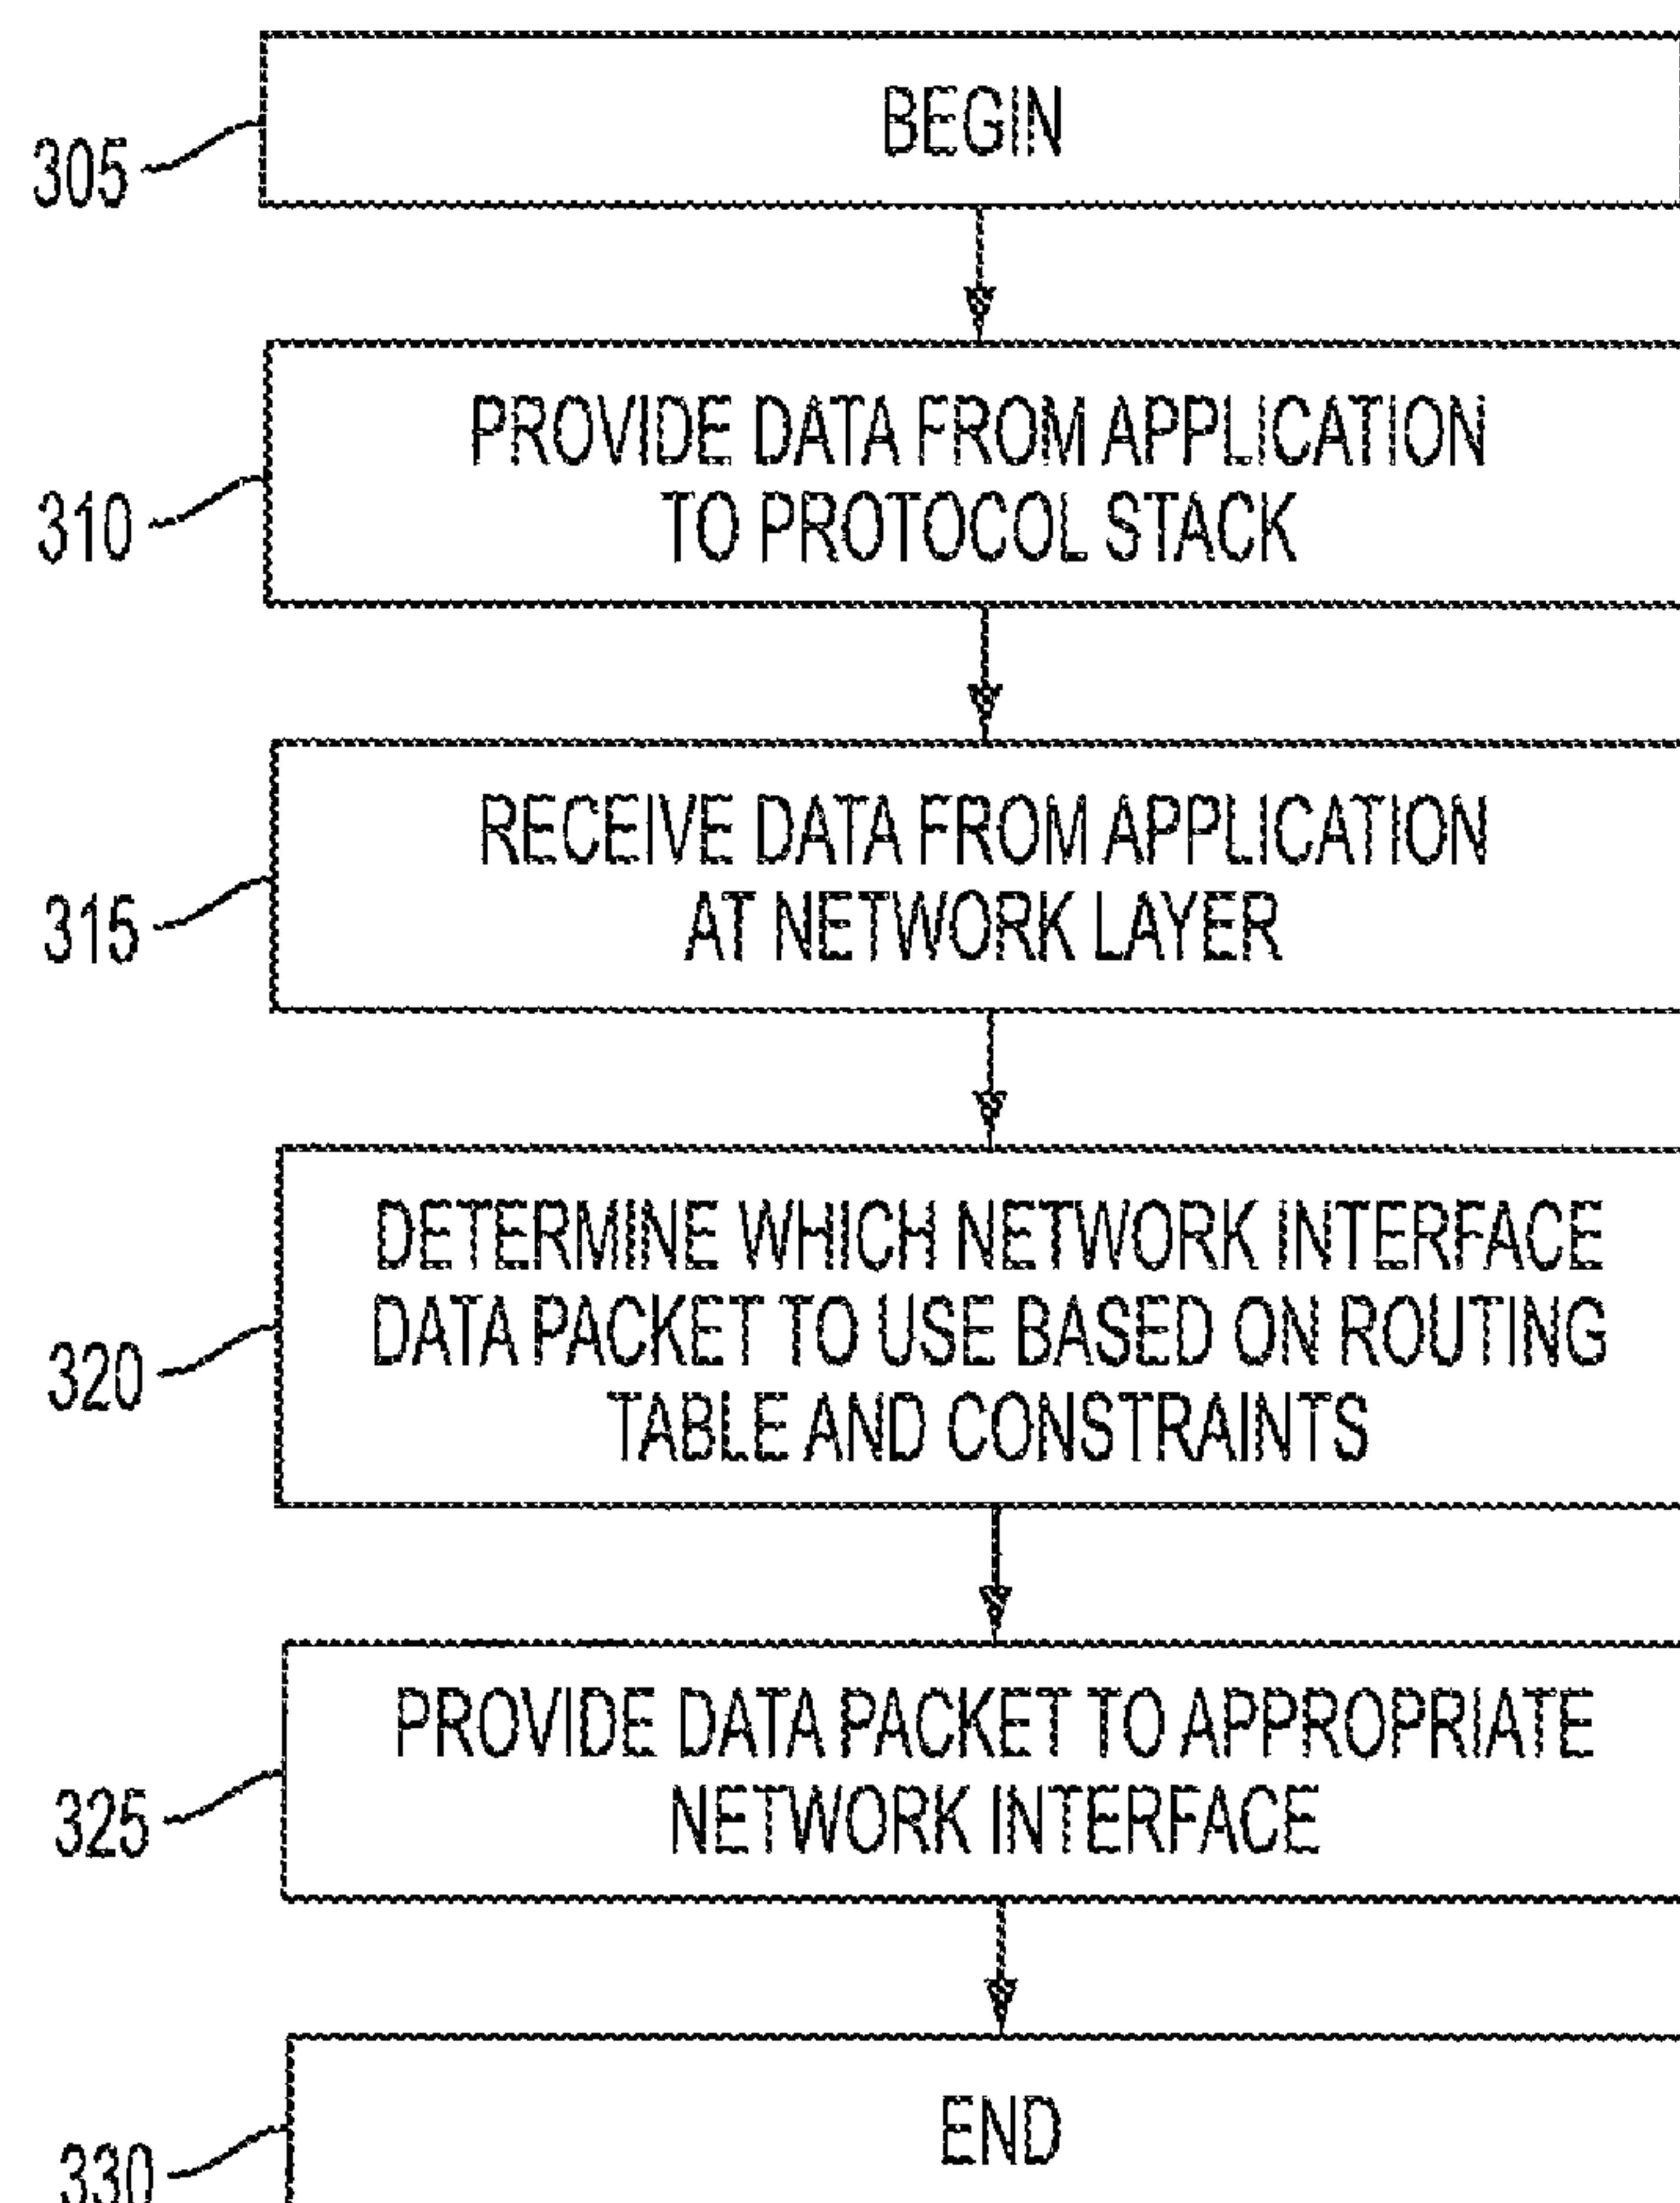 BEGIN
305
PROVIDE DATA FROM APPLICATION
TO PROTOCOL STACK
310
RECEIVE DATA FROM APPLICATION
AT NETWORK LAYER
315
DETERMINE WHICH NETWORK INTERFACE
DATA PACKET TO USE BASED ON ROUTING
TABLE AND CONSTRAINTS
320
PROVIDE DATA PACKET TO APPROPRIATE
NETWORK INTERFACE
325
END
330